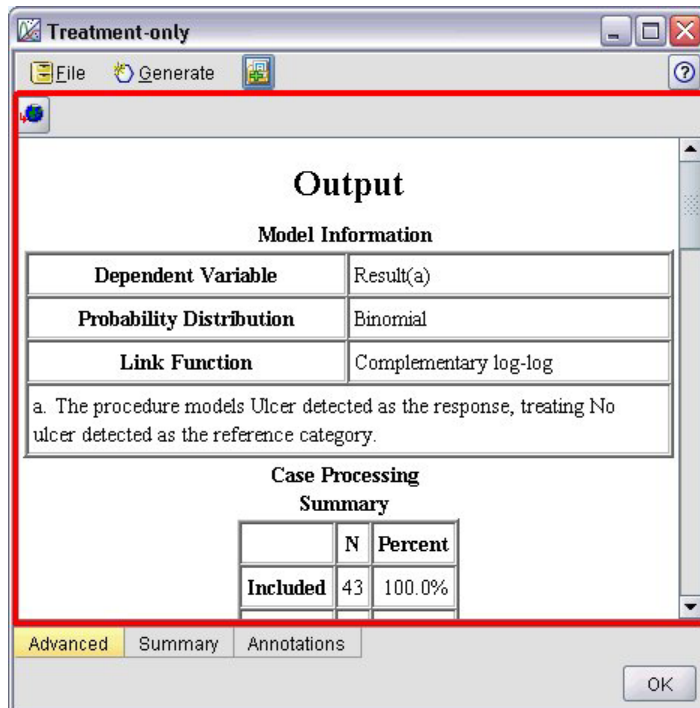 Treatment-only
File Generate
Output
Model Information
Dependent Variable Result(a)
Probability Distribution Binomial
Link Function Complementary log-log
a. The procedure models Ulcer detected as the response, treating No
ulcer detected as the reference category.
Case Processing
Summary
N Percent
Included 43 100.0%
Advanced Summary Annotations
OK